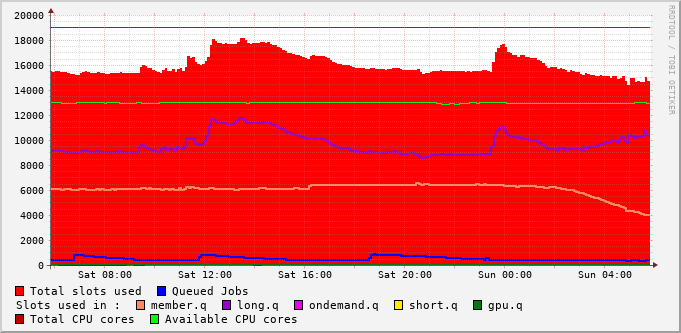 20000
18000
16000
14000
12000
10000
8000
6000
4000
2000
0
Sat 08:00 Sat 12:00 Sat 16:00 Sat 20:00 Sun 00:00 Sun 04:00
Total slots used Queued Jobs
Slots used in : member.q long.q ondemand.q short.q gpu.q
Total CPU cores Available CPU cores
RRDTOOL / TOBI OETIKER